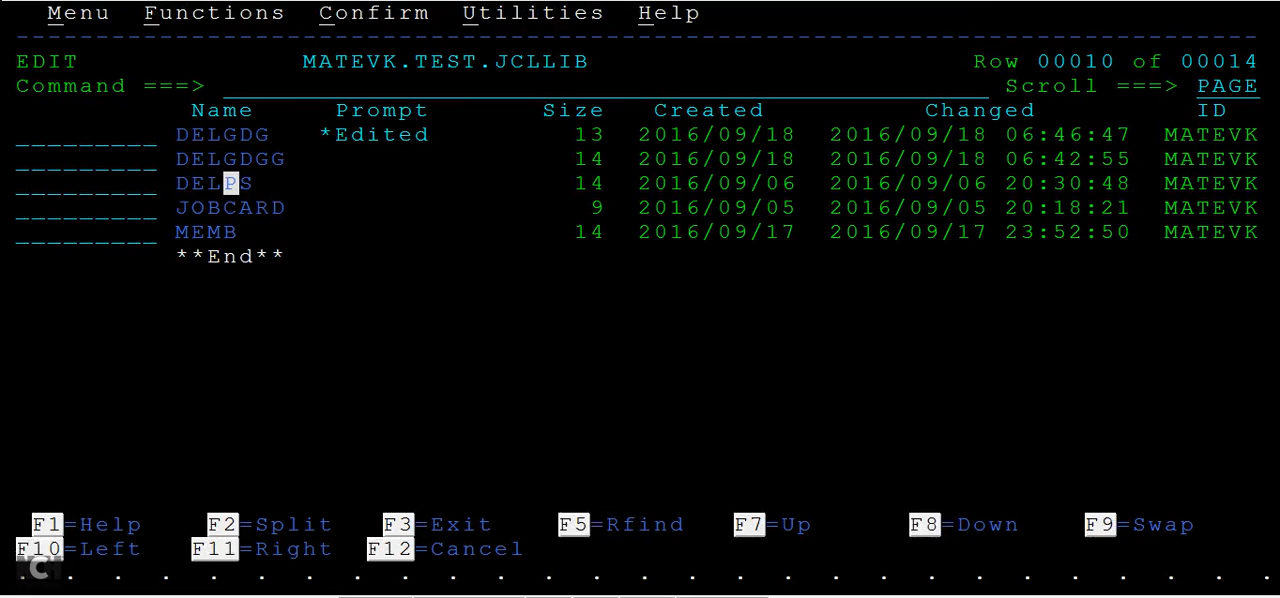 Menu Functions Confirm Utilities Help
EDIT MATEVK.TEST.JCLLIB Row 00010 of 00014
Command ===> Scroll ===> PAGE
Name Prompt Size Created Changed ID
DELGDG *Edited 13 2016/09/18 2016/09/18 06:46:47 MATEVK
DELGDGG 14 2016/09/18 2016/09/18 06:42:55 MATEVK
DELPS 14 2016/09/06 2016/09/06 20:30:48 MATEVK
JOBCARD 9 2016/09/05 2016/09/05 20:18:21 MATEVK
MEMB 14 2016/09/17 2016/09/17 23:52:50 MATEVK
**End**
F1=Help F2=Split F3=Exit F5=Rfind F7=Up F8=Down F9=Swap
F10=Left F11=Right F12=Cancel